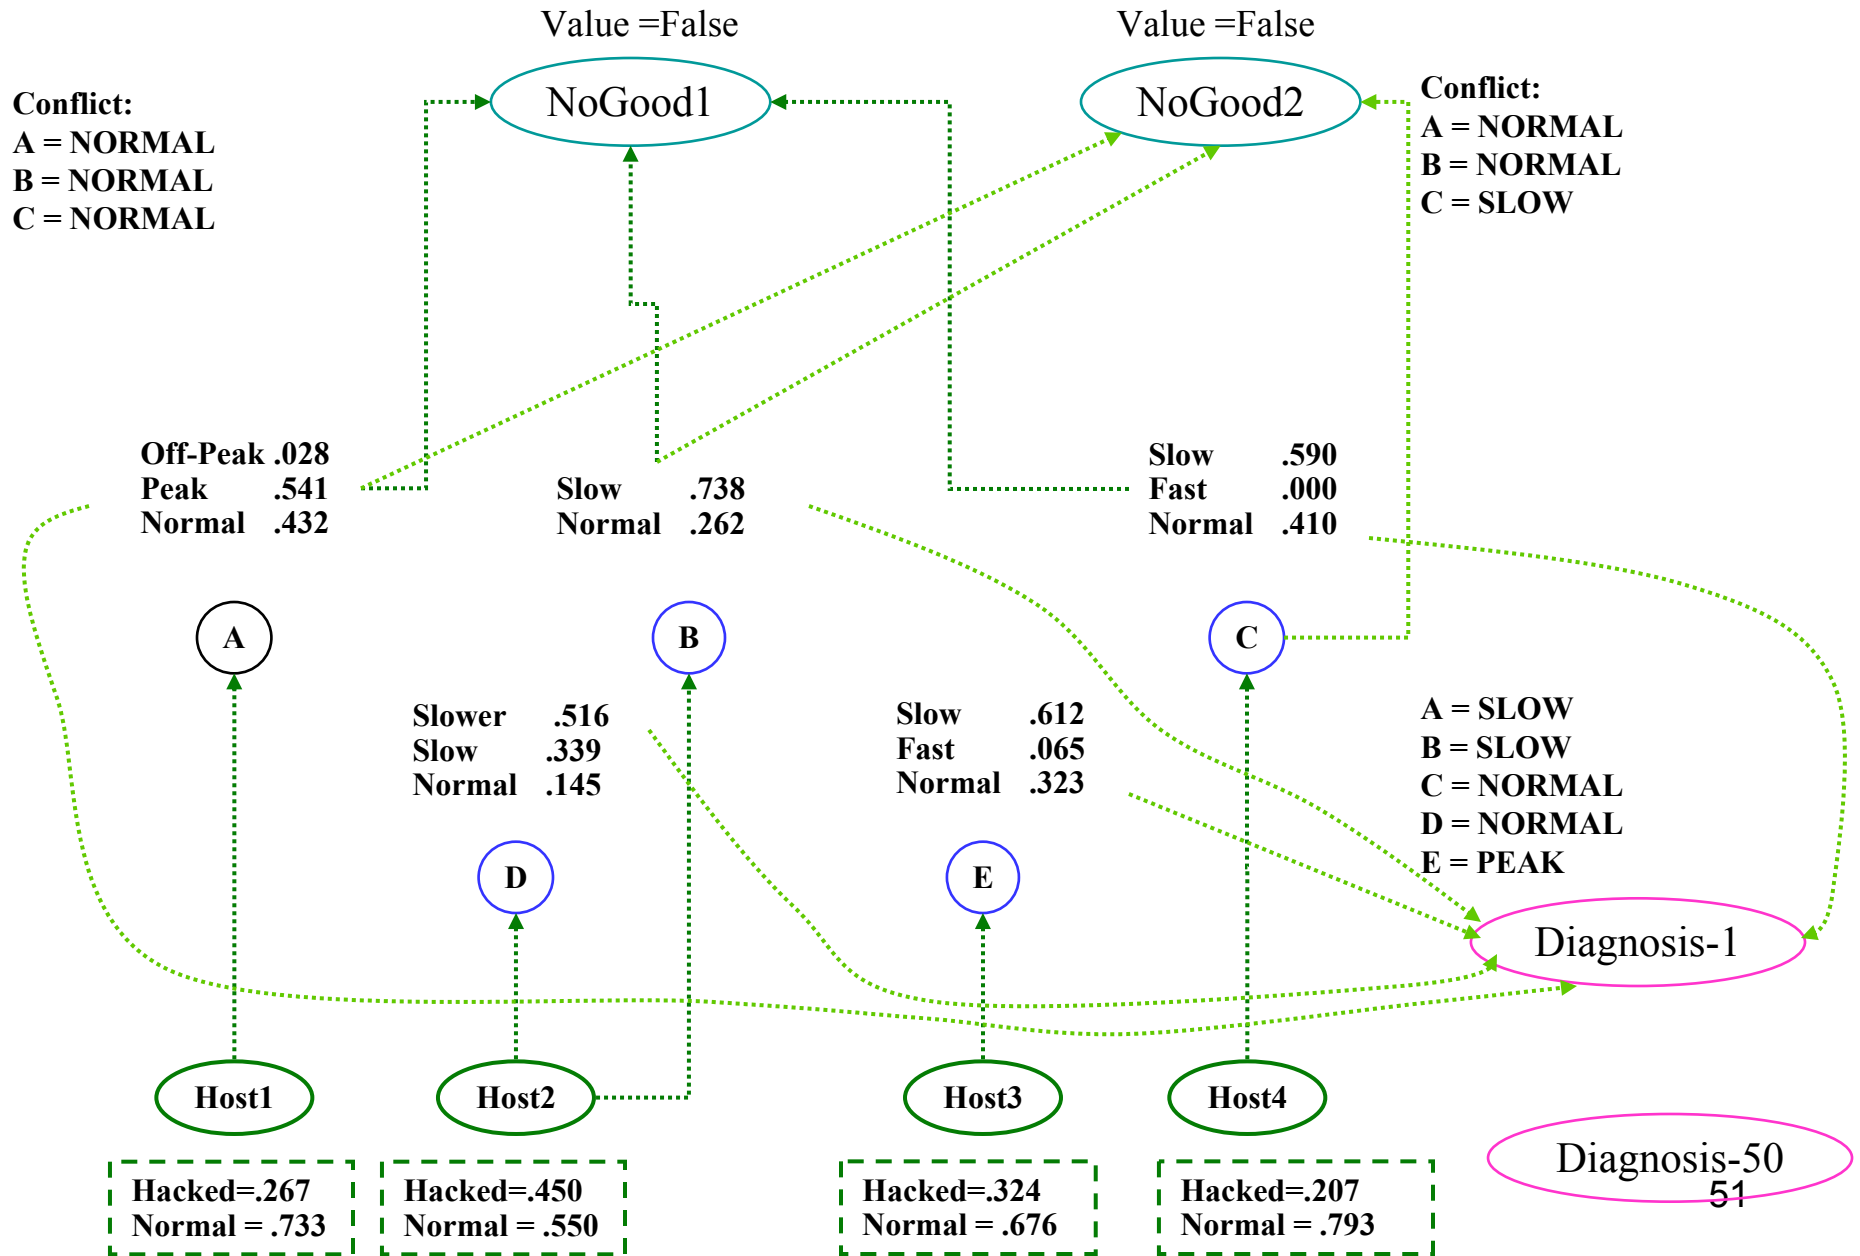 Value =False
Value =False
NoGood1
NoGood2
Conflict:
A = NORMAL
B = NORMAL
C = NORMAL
Conflict:
A = NORMAL
B = NORMAL
C = SLOW
Off-Peak .028
Peak .541
Normal .432
Slow .738
Normal .262
Slow .590
Fast .000
Normal .410
A
B
C
Slower .516
Slow .339
Normal .145
Slow .612
Fast .065
Normal .323
A = SLOW
B = SLOW
C = NORMAL
D = NORMAL
E = PEAK
D
E
Diagnosis-1
Host1
Host2
Host3
Host4
Hacked=.267
Normal = .733
Hacked=.450
Normal = .550
Hacked=.324
Normal = .676
Hacked=.207
Normal = .793
Diagnosis-50
51